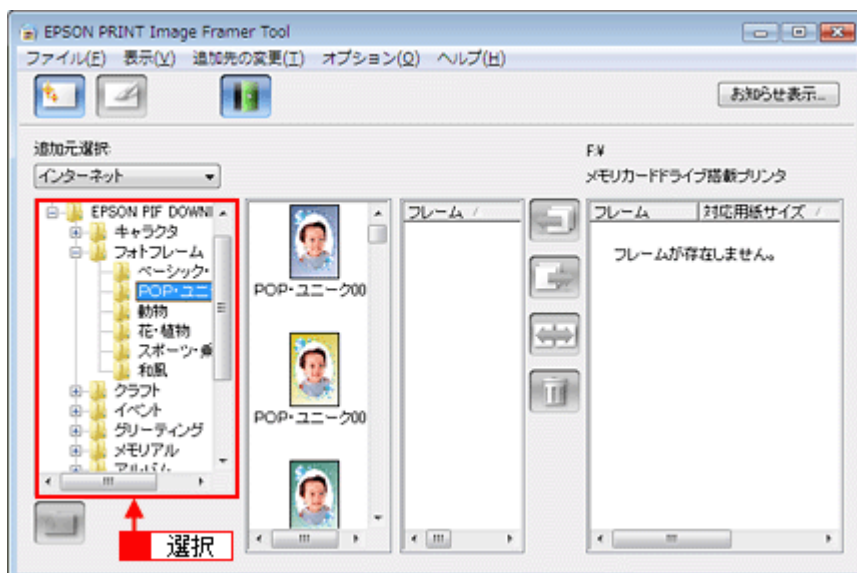 EPSON PRINT Image Framer Tool
ファイル(F) 表示(V) 追加先の変更(I) オプション(O) ヘルプ(H)
お知らせ表示...
追加元選択:
インターネット
F:¥
メモリカードドライブ搭載プリンタ
EPSON PIF DOWN
キャラクタ
フォトフレーム
ベーシック・
POP・ユニ
動物
花・植物
スポーツ・
和風
クラフト
イベント
グリーティング
メモリアル
アルバム
POP・ユニーク00
POP・ユニーク00
フレーム
フレーム 対応用紙サイズ
フレームが存在しません。
選択